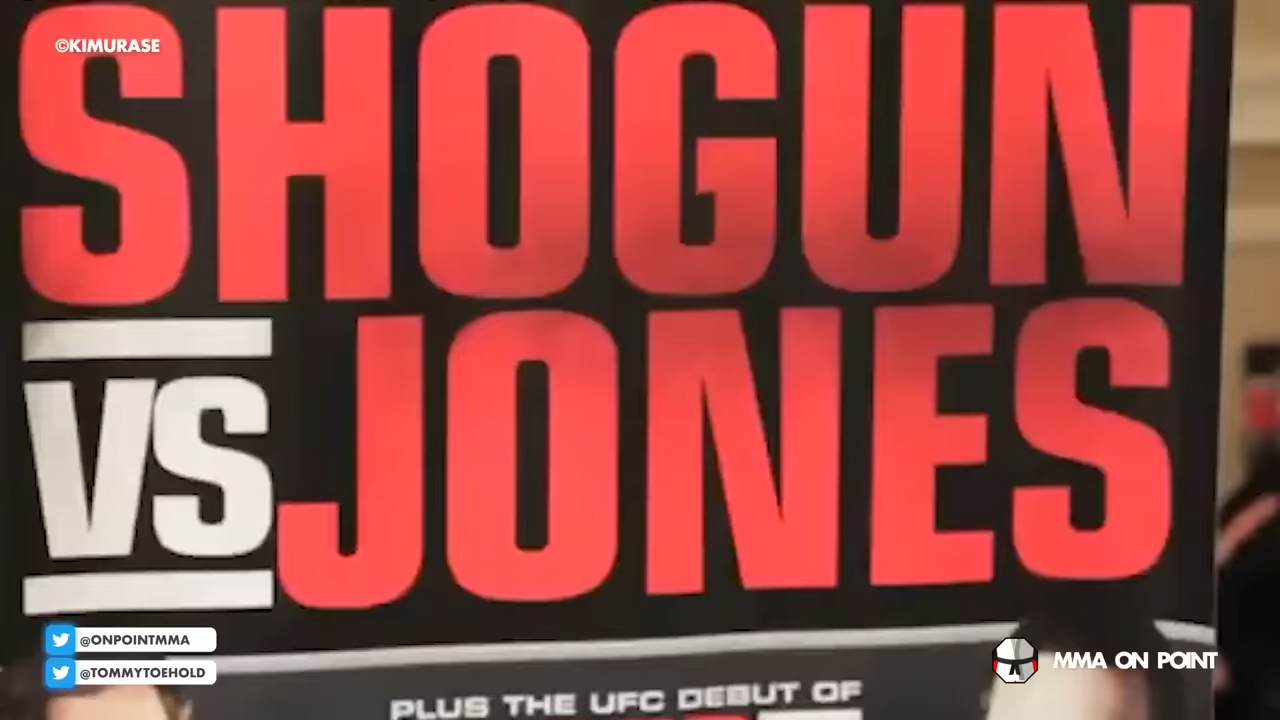 ©KIMURASE
SHOGUN
VS JONES
@ONPOINTMMA
@TOMMYTOEHOLD
MMA ON POINT
PLUS THE UFC DEBUT OF